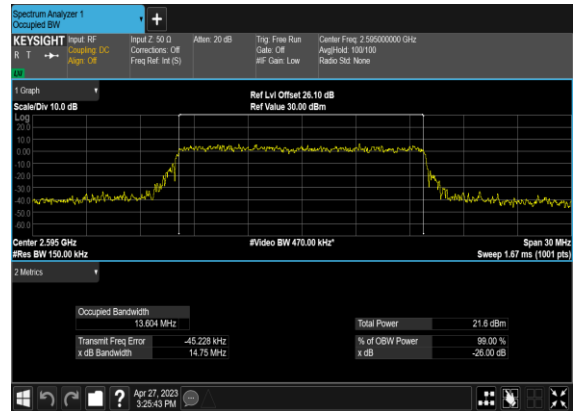 Spectrum Analyzer 1
Occupied BW
+
KEYSIGHT Input: RF Input Z: 50 Ω Atten: 20 dB Trig: Free Run Center Freq: 2.595000000 GHz
R T Coupling: DC Corrections: Off Gate: Off Avg|Hold: 100/100
Align: Off Freq Ref: Int (S) #IF Gain: Low Radio Std: None
LU
1 Graph
Ref Lvl Offset 26.10 dB
Scale/Div 10.0 dB Ref Value 30.00 dBm
Log
20.0
10.0
0.00
-10.0
-20.0
-30.0
-40.0
-50.0
-60.0
Center 2.595 GHz #Video BW 470.00 kHz* Span 30 MHz
#Res BW 150.00 kHz Sweep 1.67 ms (1001 pts)
2 Metrics
Occupied Bandwidth
13.604 MHz Total Power 21.6 dBm
Transmit Freq Error -45.228 kHz % of OBW Power 99.00 %
x dB Bandwidth 14.75 MHz x dB -26.00 dB
? Apr 27, 2023
3:25:43 PM